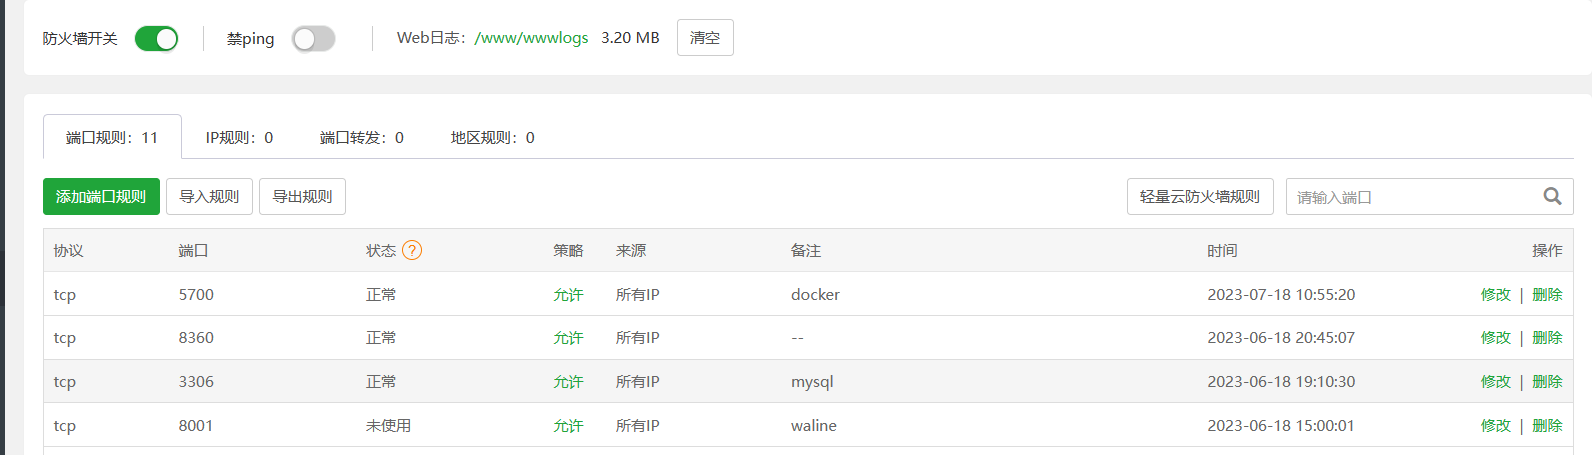 防火墙开关 禁ping Web日志：/www/wwwlogs 3.20 MB 清空
端口规则：11 IP规则：0 端口转发：0 地区规则：0
添加端口规则 导入规则 导出规则 轻量云防火墙规则 请输入端口
协议 端口 状态 ? 策略 来源 备注 时间 操作
tcp 5700 正常 允许 所有IP docker 2023-07-18 10:55:20 修改 | 删除
tcp 8360 正常 允许 所有IP -- 2023-06-18 20:45:07 修改 | 删除
tcp 3306 正常 允许 所有IP mysql 2023-06-18 19:10:30 修改 | 删除
tcp 8001 未使用 允许 所有IP waline 2023-06-18 15:00:01 修改 | 删除